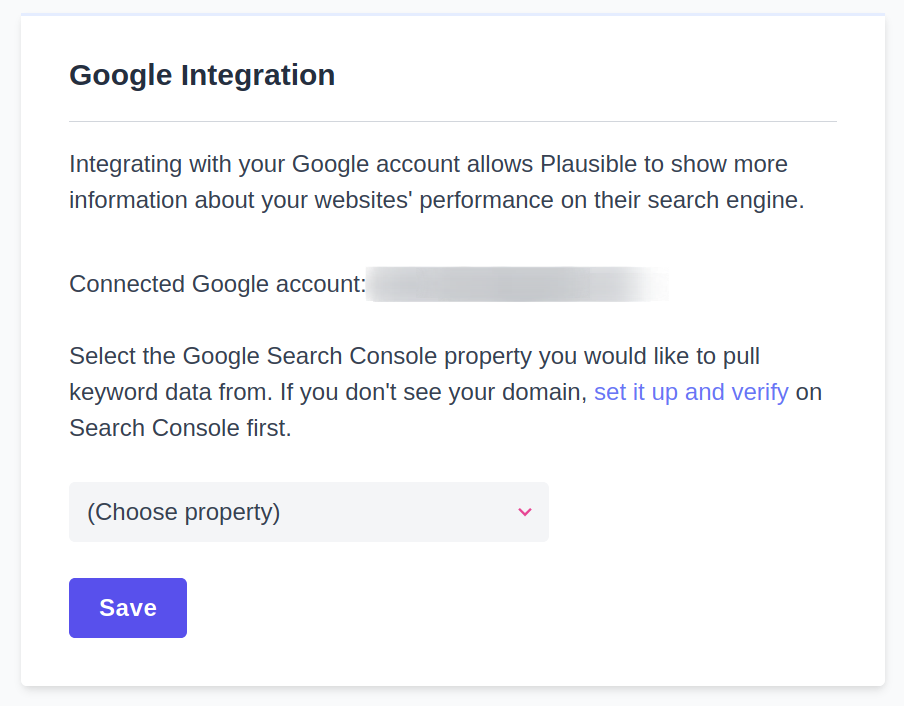 Google Integration
Integrating with your Google account allows Plausible to show more
information about your websites' performance on their search engine.
Connected Google account:
Select the Google Search Console property you would like to pull
keyword data from. If you don't see your domain, set it up and verify on
Search Console first.
(Choose property)
Save